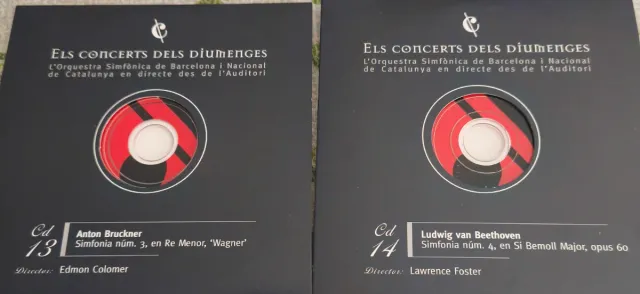 Els concerts dels diumenges
L'Orquestra Simfònica de Barcelona i Nacional
de Catalunya en directe des de l'Auditori
Cd
13
Anton Bruckner
Simfonia núm. 3, en Re Menor, 'Wagner'
Director: Edmon Colomer
Els concerts dels diumenges
L'Orquestra Simfònica de Barcelona i Nacional
de Catalunya en directe des de l'Auditori
Cd
14
Ludwig van Beethoven
Simfonia núm. 4, en Si Bemoll Major, opus 60
Director: Lawrence Foster